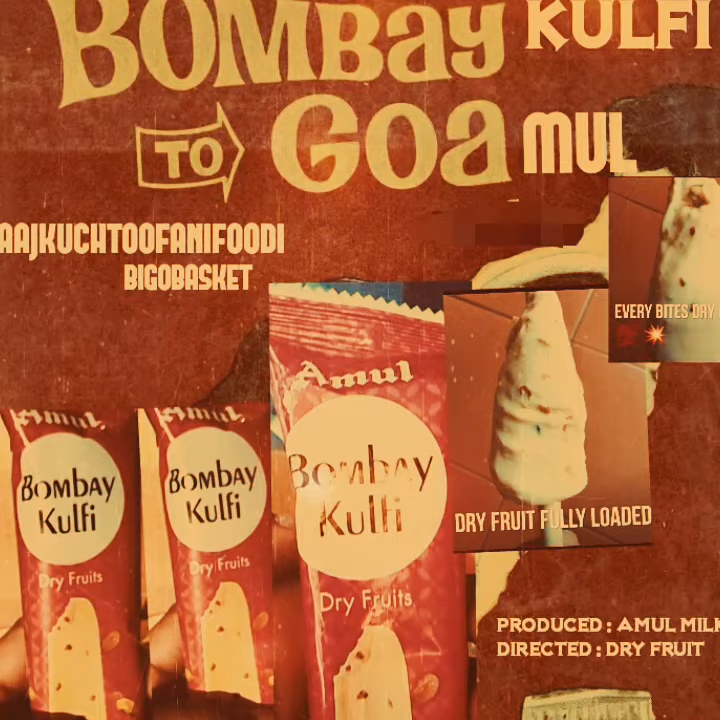 BOMBAY KULFI
TO GOA MUL
AAJKUCHTOOFANIFOODI
BIGOBASKET
EVERY BITES DRY
Amul
Amul
Amul
Bombay
Kulfi
Dry Fruits
Bombay
Kulfi
Dry Fruits
Bombay
Kulfi
Dry Fruits
DRY FRUIT FULLY LOADED
PRODUCED : AMUL MILK
DIRECTED : DRY FRUIT